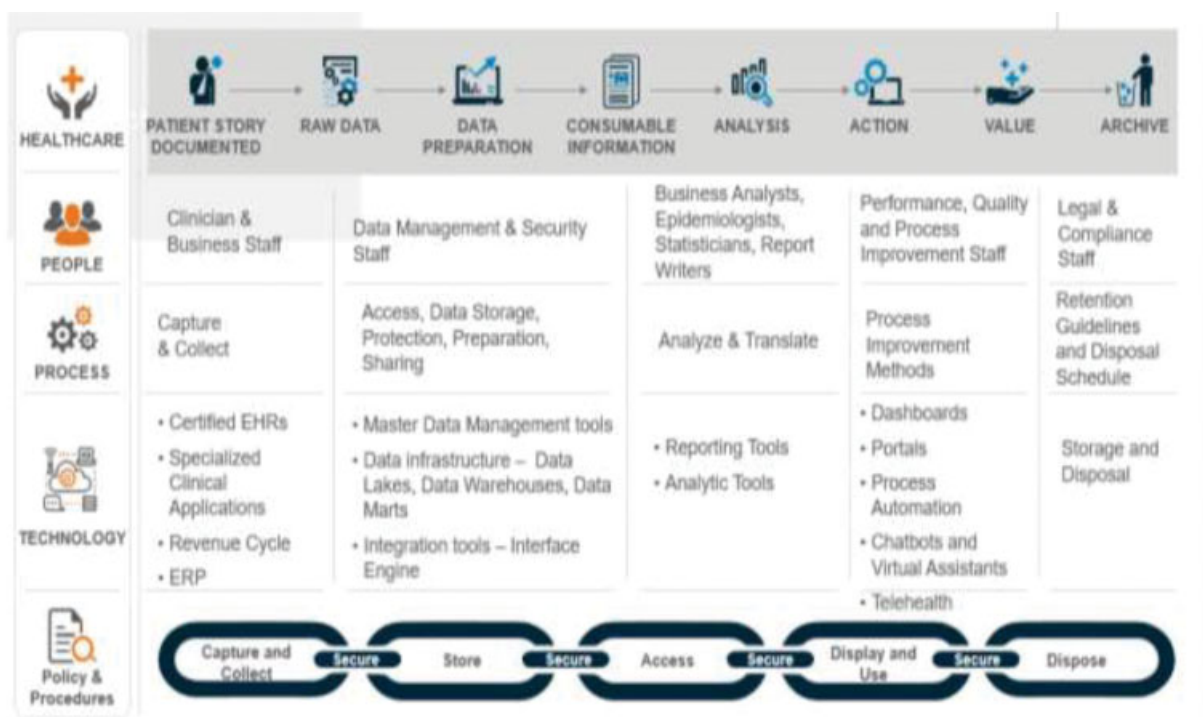 HEALTHCARE
PATIENT STORY
DOCUMENTED
RAW DATA
DATA
PREPARATION
CONSUMABLE
INFORMATION
ANALYSIS
ACTION
VALUE
ARCHIVE
PEOPLE
Clinician &
Business Staff
Data Management & Security
Staff
Business Analysts,
Epidemiologists,
Statisticians, Report
Writers
Performance, Quality
and Process
Improvement Staff
Legal &
Compliance
Staff
PROCESS
Capture
& Collect
Access, Data Storage,
Protection, Preparation,
Sharing
Analyze & Translate
Process
Improvement
Methods
Retention
Guidelines
and Disposal
Schedule
TECHNOLOGY
• Certified EHRs
• Specialized
Clinical
Applications
• Revenue Cycle
• ERP
• Master Data Management tools
• Data infrastructure – Data
Lakes, Data Warehouses, Data
Marts
• Integration tools – Interface
Engine
• Reporting Tools
• Analytic Tools
• Dashboards
• Portals
• Process
Automation
• Chatbots and
Virtual Assistants
• Telehealth
Storage and
Disposal
Policy &
Procedures
Capture and
Collect
Secure
Store
Secure
Access
Secure
Display and
Use
Secure
Dispose